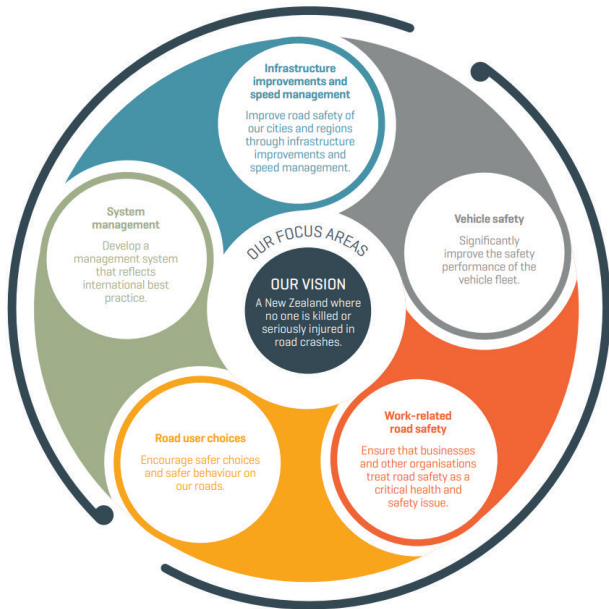 Infrastructure
improvements and
speed management
Improve road safety of
our cities and regions
through infrastructure
improvements and
speed management.
System
management
Develop a
management system
that reflects
international best
practice.
Vehicle safety
Significantly
improve the safety
performance of the
vehicle fleet.
OUR FOCUS AREAS
OUR VISION
A New Zealand where
no one is killed or
seriously injured in
road crashes.
Road user choices
Encourage safer choices
and safer behaviour on
our roads.
Work-related
road safety
Ensure that businesses
and other organisations
treat road safety as a
critical health and
safety issue.